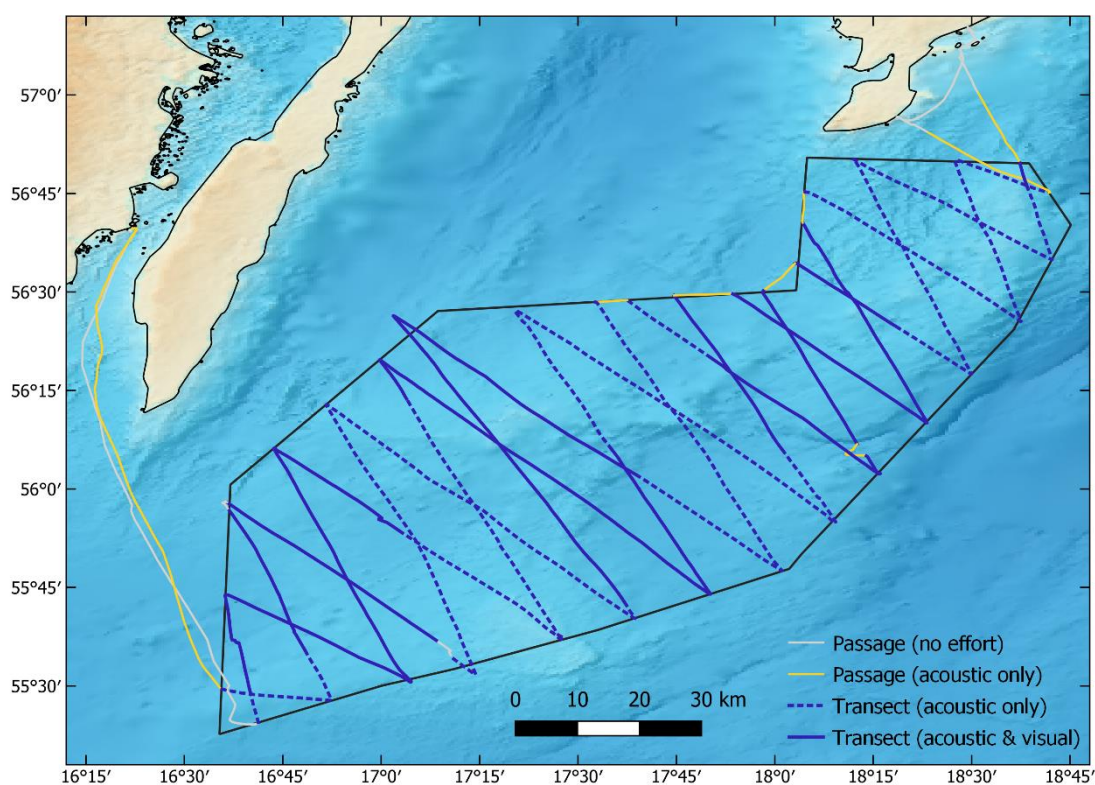 57°0′
56°45′
56°30′
56°15′
56°0′
55°45′
55°30′
Passage (no effort)
Passage (acoustic only)
Transect (acoustic only)
Transect (acoustic & visual)
0 10 20 30 km
16°15′ 16°30′ 16°45′ 17°0′ 17°15′ 17°30′ 17°45′ 18°0′ 18°15′ 18°30′ 18°45′